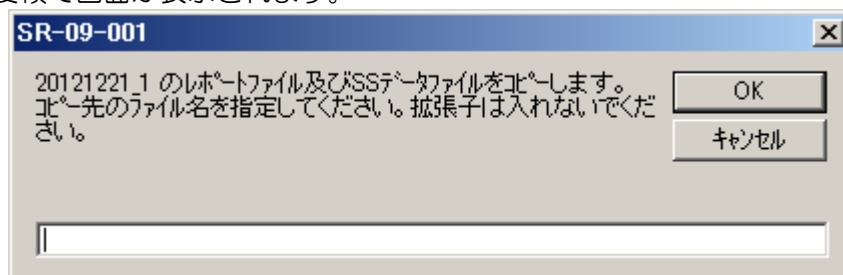 で画面が表示されます。
SR-09-001
20121221_1 のﾚﾎﾟｰﾄﾌｧｲﾙ及びSSﾃﾞｰﾀﾌｧｲﾙをｺﾋﾟｰします。
ｺﾋﾟｰ先のﾌｧｲﾙ名を指定してください。拡張子は入れないでくだ
さい。
OK
ｷｬﾝｾﾙ